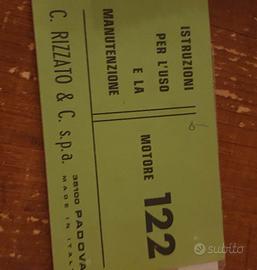 ISTRUZIONI
PER L'USO
E LA
MANUTENZIONE
MOTORE 122
C. RIZZATO & C. s.p.a.
35100 PADOVA
MADE IN ITALY
subito